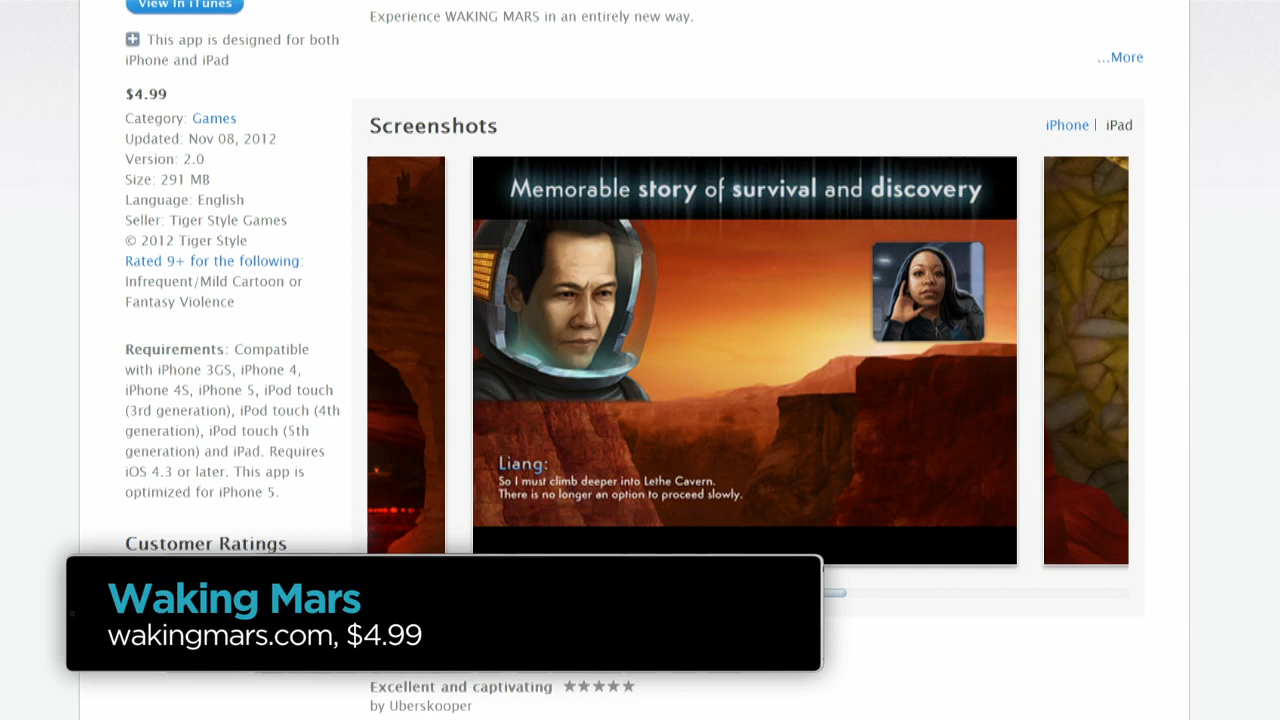 View In iTunes
This app is designed for both
iPhone and iPad
$4.99
Category: Games
Updated: Nov 08, 2012
Version: 2.0
Size: 291 MB
Language: English
Seller: Tiger Style Games
© 2012 Tiger Style
Rated 9+ for the following:
Infrequent/Mild Cartoon or
Fantasy Violence
Requirements: Compatible
with iPhone 3GS, iPhone 4,
iPhone 4S, iPhone 5, iPod touch
(3rd generation), iPod touch (4th
generation), iPod touch (5th
generation) and iPad. Requires
iOS 4.3 or later. This app is
optimized for iPhone 5.
Customer Ratings
Experience WAKING MARS in an entirely new way.
...More
Screenshots
iPhone | iPad
Memorable story of survival and discovery
Liang:
So I must climb deeper into Lethe Cavern.
There is no longer an option to proceed slowly.
Waking Mars
wakingmars.com, $4.99
Excellent and captivating ★★★★★
by Uberskooper